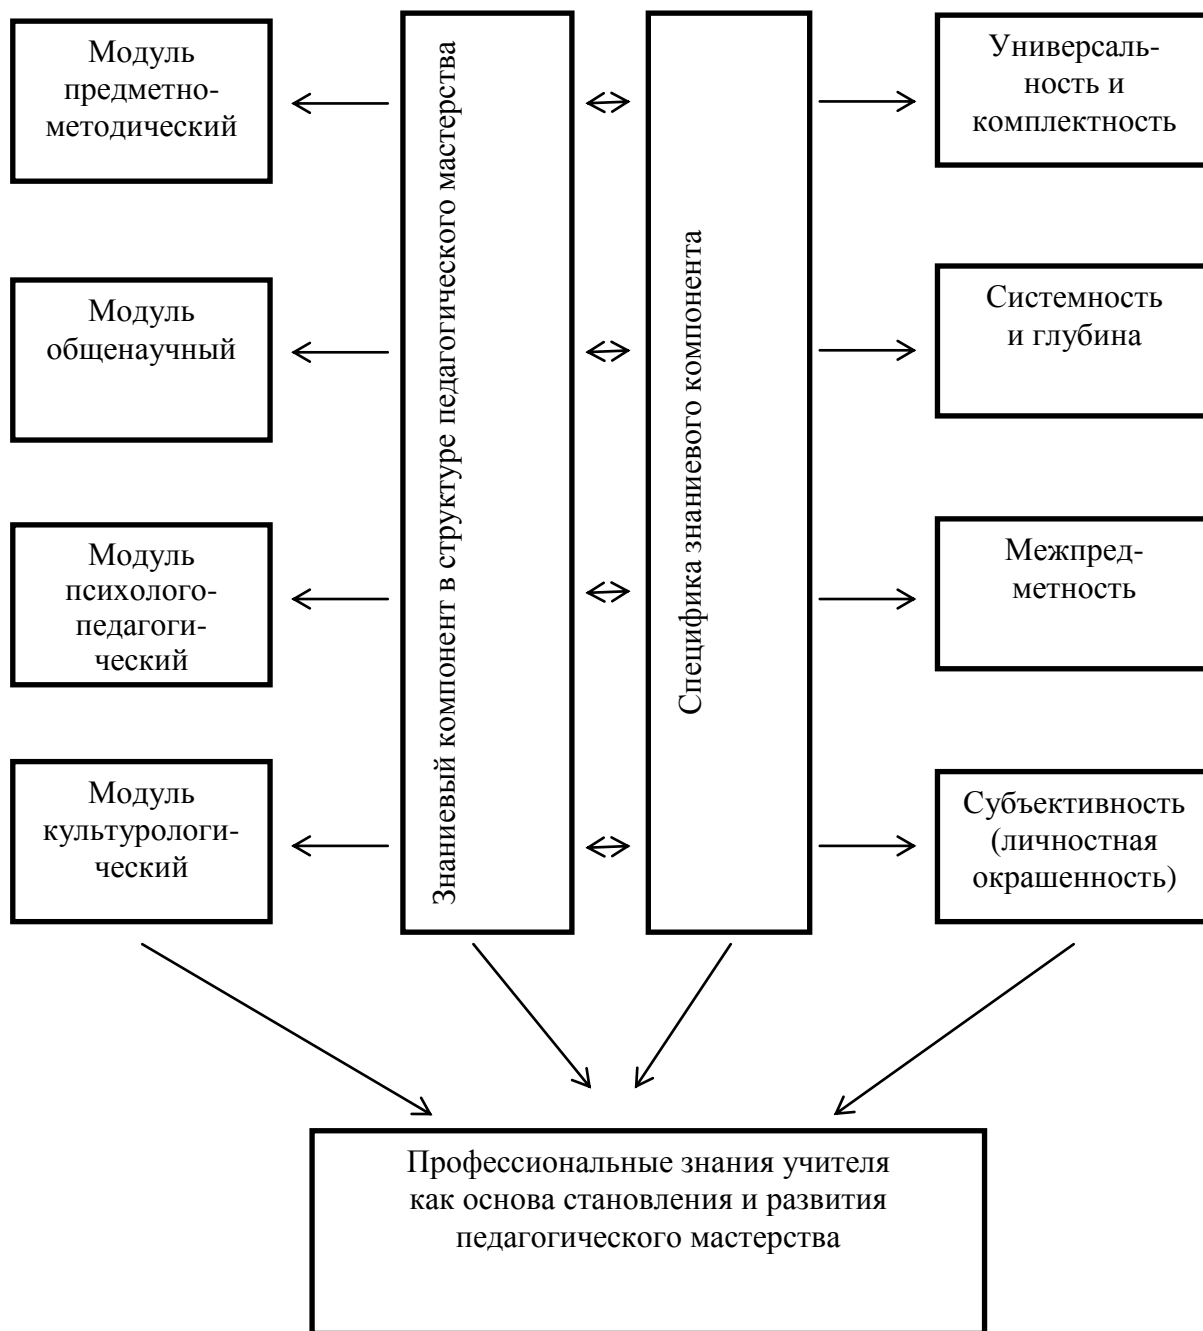 Модуль
предметно-
методический
Модуль
общенаучный
Модуль
психолого-
педагоги-
ческий
Модуль
культурологи-
ческий
Знаниевый компонент в структуре педагогического мастерства
Специфика знаниевого компонента
Универсаль-
ность и
комплектность
Системность
и глубина
Межпред-
метность
Субъективность
(личностная
окрашенность)
Профессиональные знания учителя
как основа становления и развития
педагогического мастерства